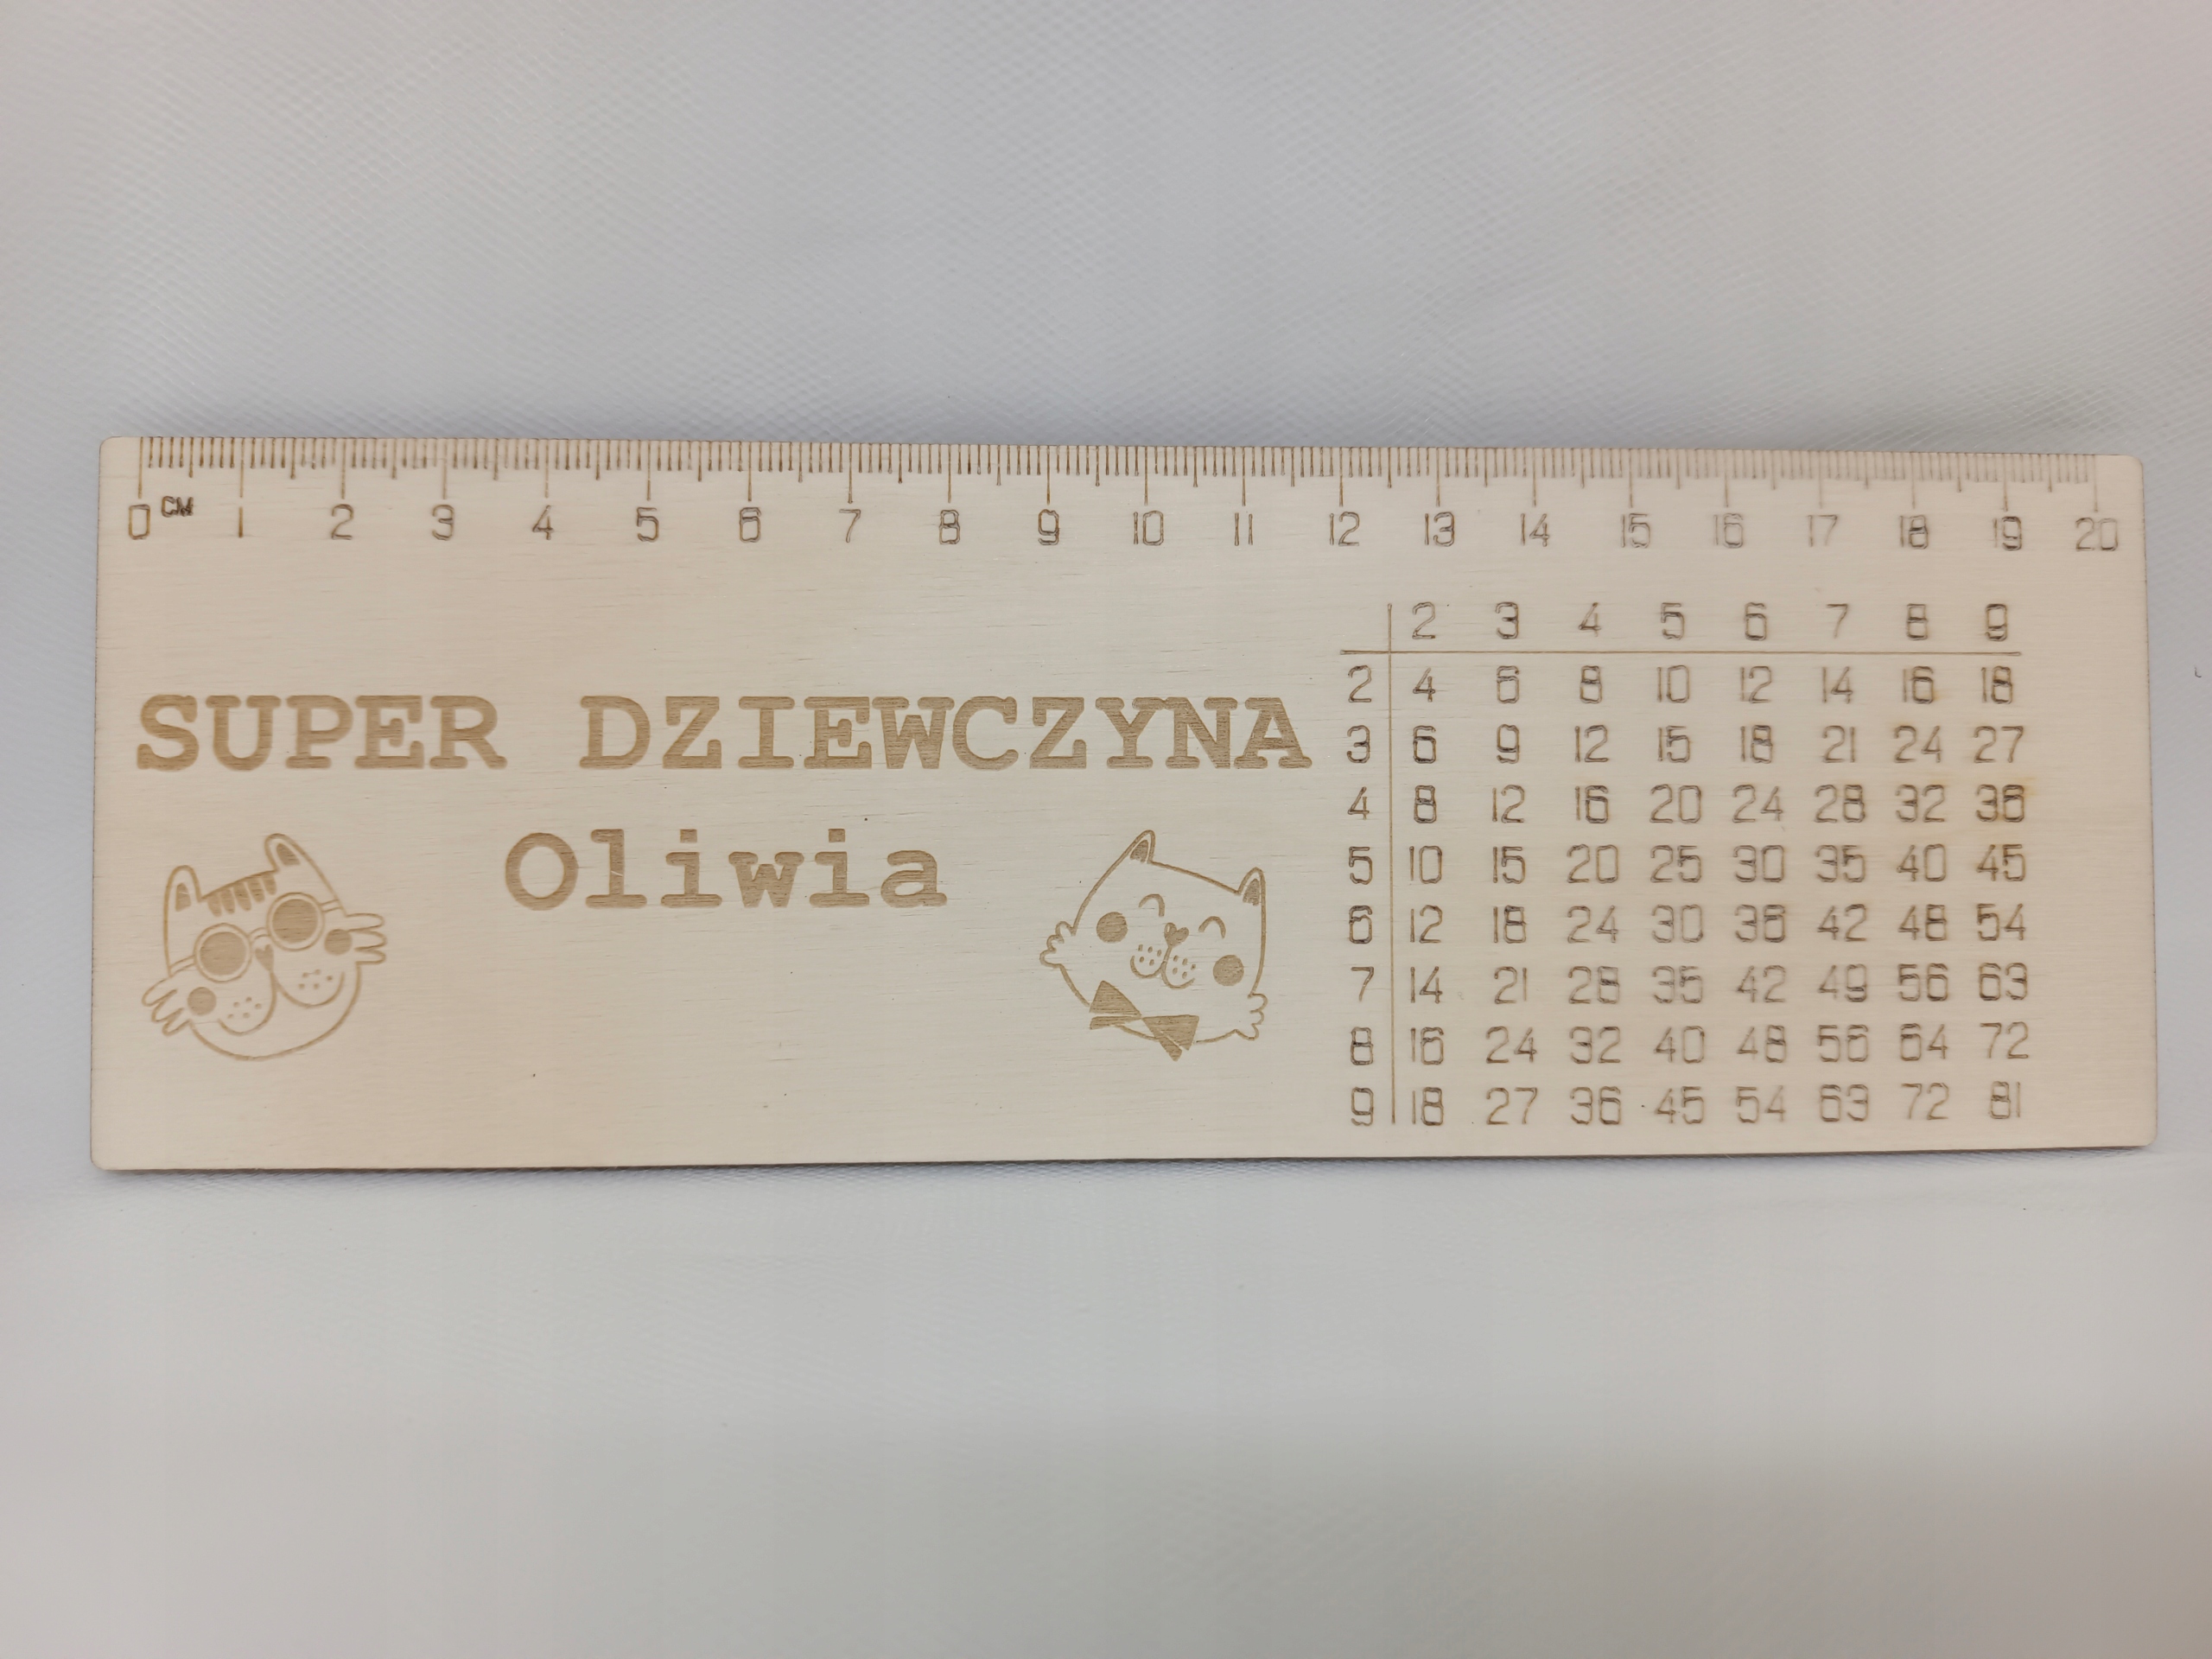 0 CM 1 2 3 4 5 6 7 8 9 10 11 12 13 14 15 16 17 18 19 20
SUPER DZIEWCZYNA
Oliwia
2 3 4 5 6 7 8 9
2 4 6 8 10 12 14 16 18
3 6 9 12 15 18 21 24 27
4 8 12 16 20 24 28 32 36
5 10 15 20 25 30 35 40 45
6 12 18 24 30 36 42 48 54
7 14 21 28 35 42 49 56 63
8 16 24 32 40 48 56 64 72
9 18 27 36 45 54 63 72 81